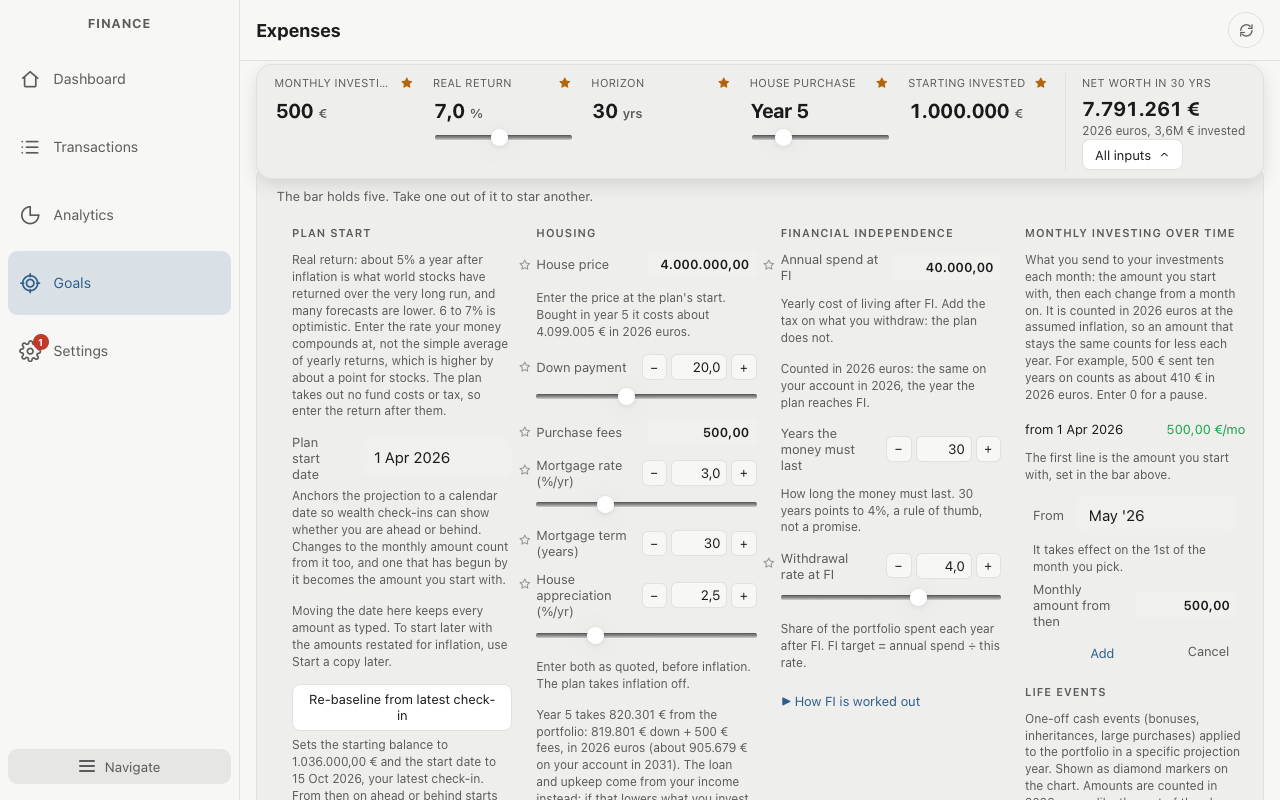 FINANCE
Dashboard
Transactions
Analytics
Goals
1
Settings
Navigate
Expenses
MONTHLY INVESTI...
500 €
REAL RETURN
7,0 %
HORIZON
30 yrs
HOUSE PURCHASE
Year 5
STARTING INVESTED
1.000.000 €
NET WORTH IN 30 YRS
7.791.261 €
2026 euros, 3,6M € invested
All inputs
The bar holds five. Take one out of it to star another.
PLAN START
Real return: about 5% a year after
inflation is what world stocks have
returned over the very long run, and
many forecasts are lower. 6 to 7% is
optimistic. Enter the rate your money
compounds at, not the simple average
of yearly returns, which is higher by
about a point for stocks. The plan
takes out no fund costs or tax, so
enter the return after them.
Plan
start
date
1 Apr 2026
Anchors the projection to a calendar
date so wealth check-ins can show
whether you are ahead or behind.
Changes to the monthly amount count
from it too, and one that has begun by
it becomes the amount you start with.
Moving the date here keeps every
amount as typed. To start later with
the amounts restated for inflation, use
Start a copy later.
Re-baseline from latest check-
in
Sets the starting balance to
1.036.000,00 € and the start date to
15 Oct 2026, your latest check-in.
From then on ahead or behind starts
HOUSING
House price
4.000.000,00
Enter the price at the plan's start.
Bought in year 5 it costs about
4.099.005 € in 2026 euros.
Down payment
− 20,0 +
Purchase fees
500,00
Mortgage rate
(%/yr)
− 3,0 +
Mortgage term
(years)
− 30 +
House
appreciation
(%/yr)
− 2,5 +
Enter both as quoted, before inflation.
The plan takes inflation off.
Year 5 takes 820.301 € from the
portfolio: 819.801 € down + 500 €
fees, in 2026 euros (about 905.679 €
on your account in 2031). The loan
and upkeep come from your income
instead; if that lowers what you invest
FINANCIAL INDEPENDENCE
Annual spend at
FI
40.000,00
Yearly cost of living after FI. Add the
tax on what you withdraw: the plan
does not.
Counted in 2026 euros: the same on
your account in 2026, the year the
plan reaches FI.
Years the
money must
last
− 30 +
How long the money must last. 30
years points to 4%, a rule of thumb,
not a promise.
Withdrawal
rate at FI
− 4,0 +
Share of the portfolio spent each year
after FI. FI target = annual spend ÷ this
rate.
How FI is worked out
MONTHLY INVESTING OVER TIME
What you send to your investments
each month: the amount you start
with, then each change from a month
on. It is counted in 2026 euros at the
assumed inflation, so an amount that
stays the same counts for less each
year. For example, 500 € sent ten
years on counts as about 410 € in
2026 euros. Enter 0 for a pause.
from 1 Apr 2026
500,00 €/mo
The first line is the amount you start
with, set in the bar above.
From
May '26
It takes effect on the 1st of the
month you pick.
Monthly
amount from
then
500,00
Add
Cancel
LIFE EVENTS
One-off cash events (bonuses,
inheritances, large purchases) applied
to the portfolio in a specific projection
year. Shown as diamond markers on
the chart. Amounts are counted in